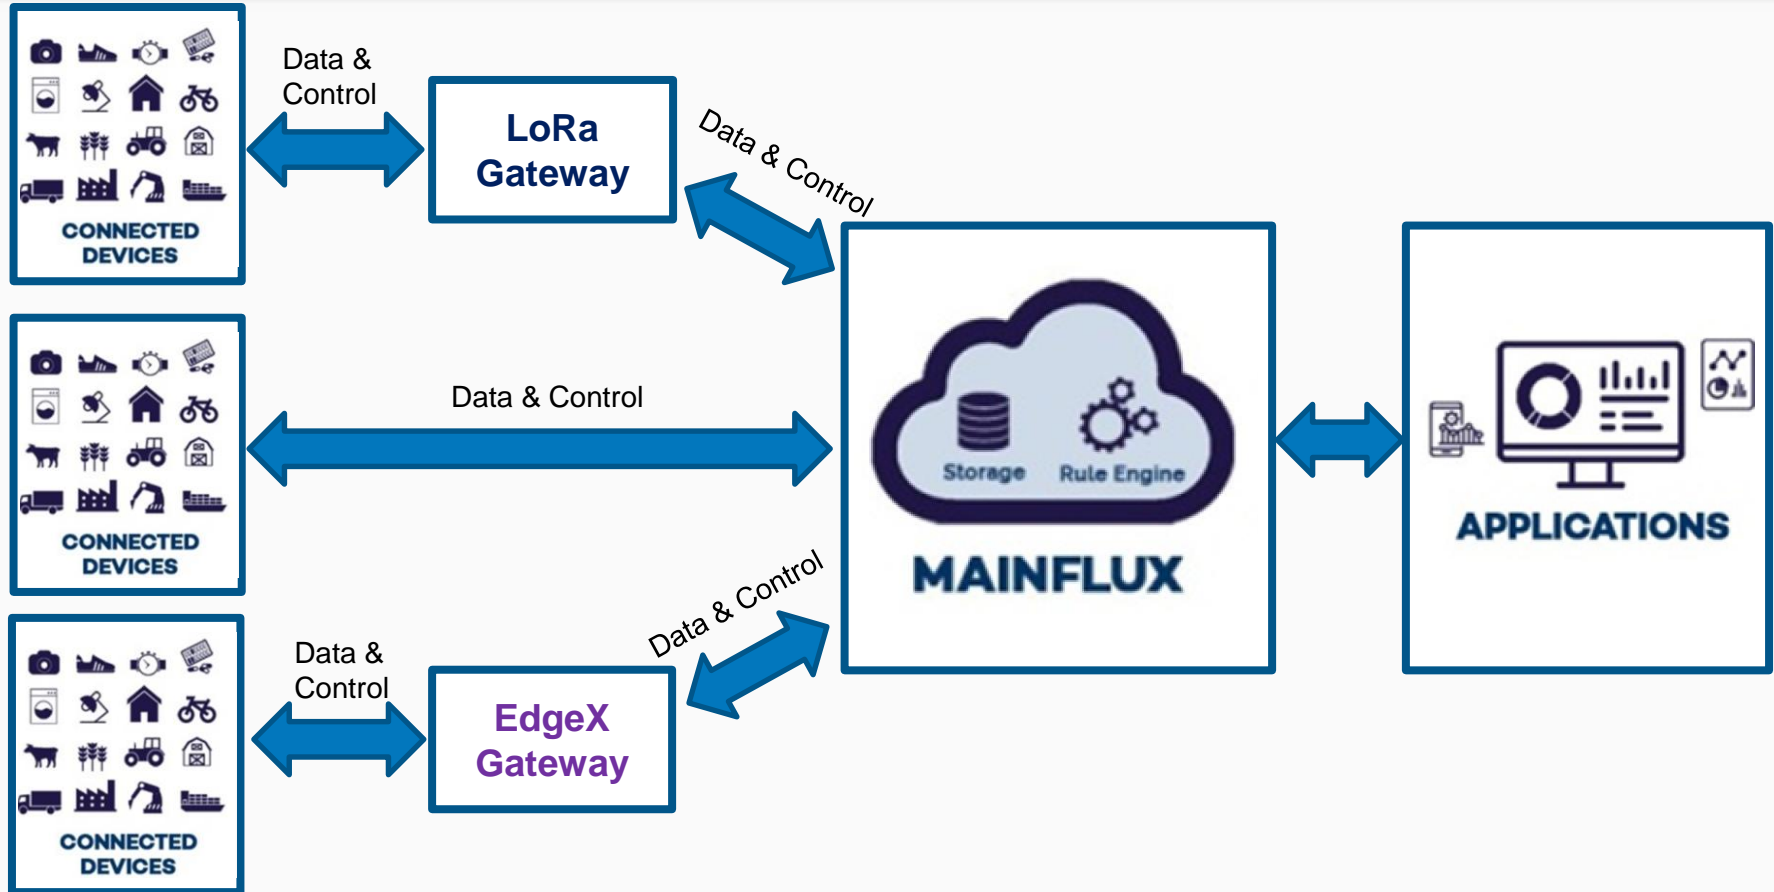 CONNECTED
DEVICES
Data &
Control
LoRa
Gateway
Data & Control
CONNECTED
DEVICES
Data & Control
Storage
Rule Engine
MAINFLUX
APPLICATIONS
CONNECTED
DEVICES
Data &
Control
EdgeX
Gateway
Data & Control